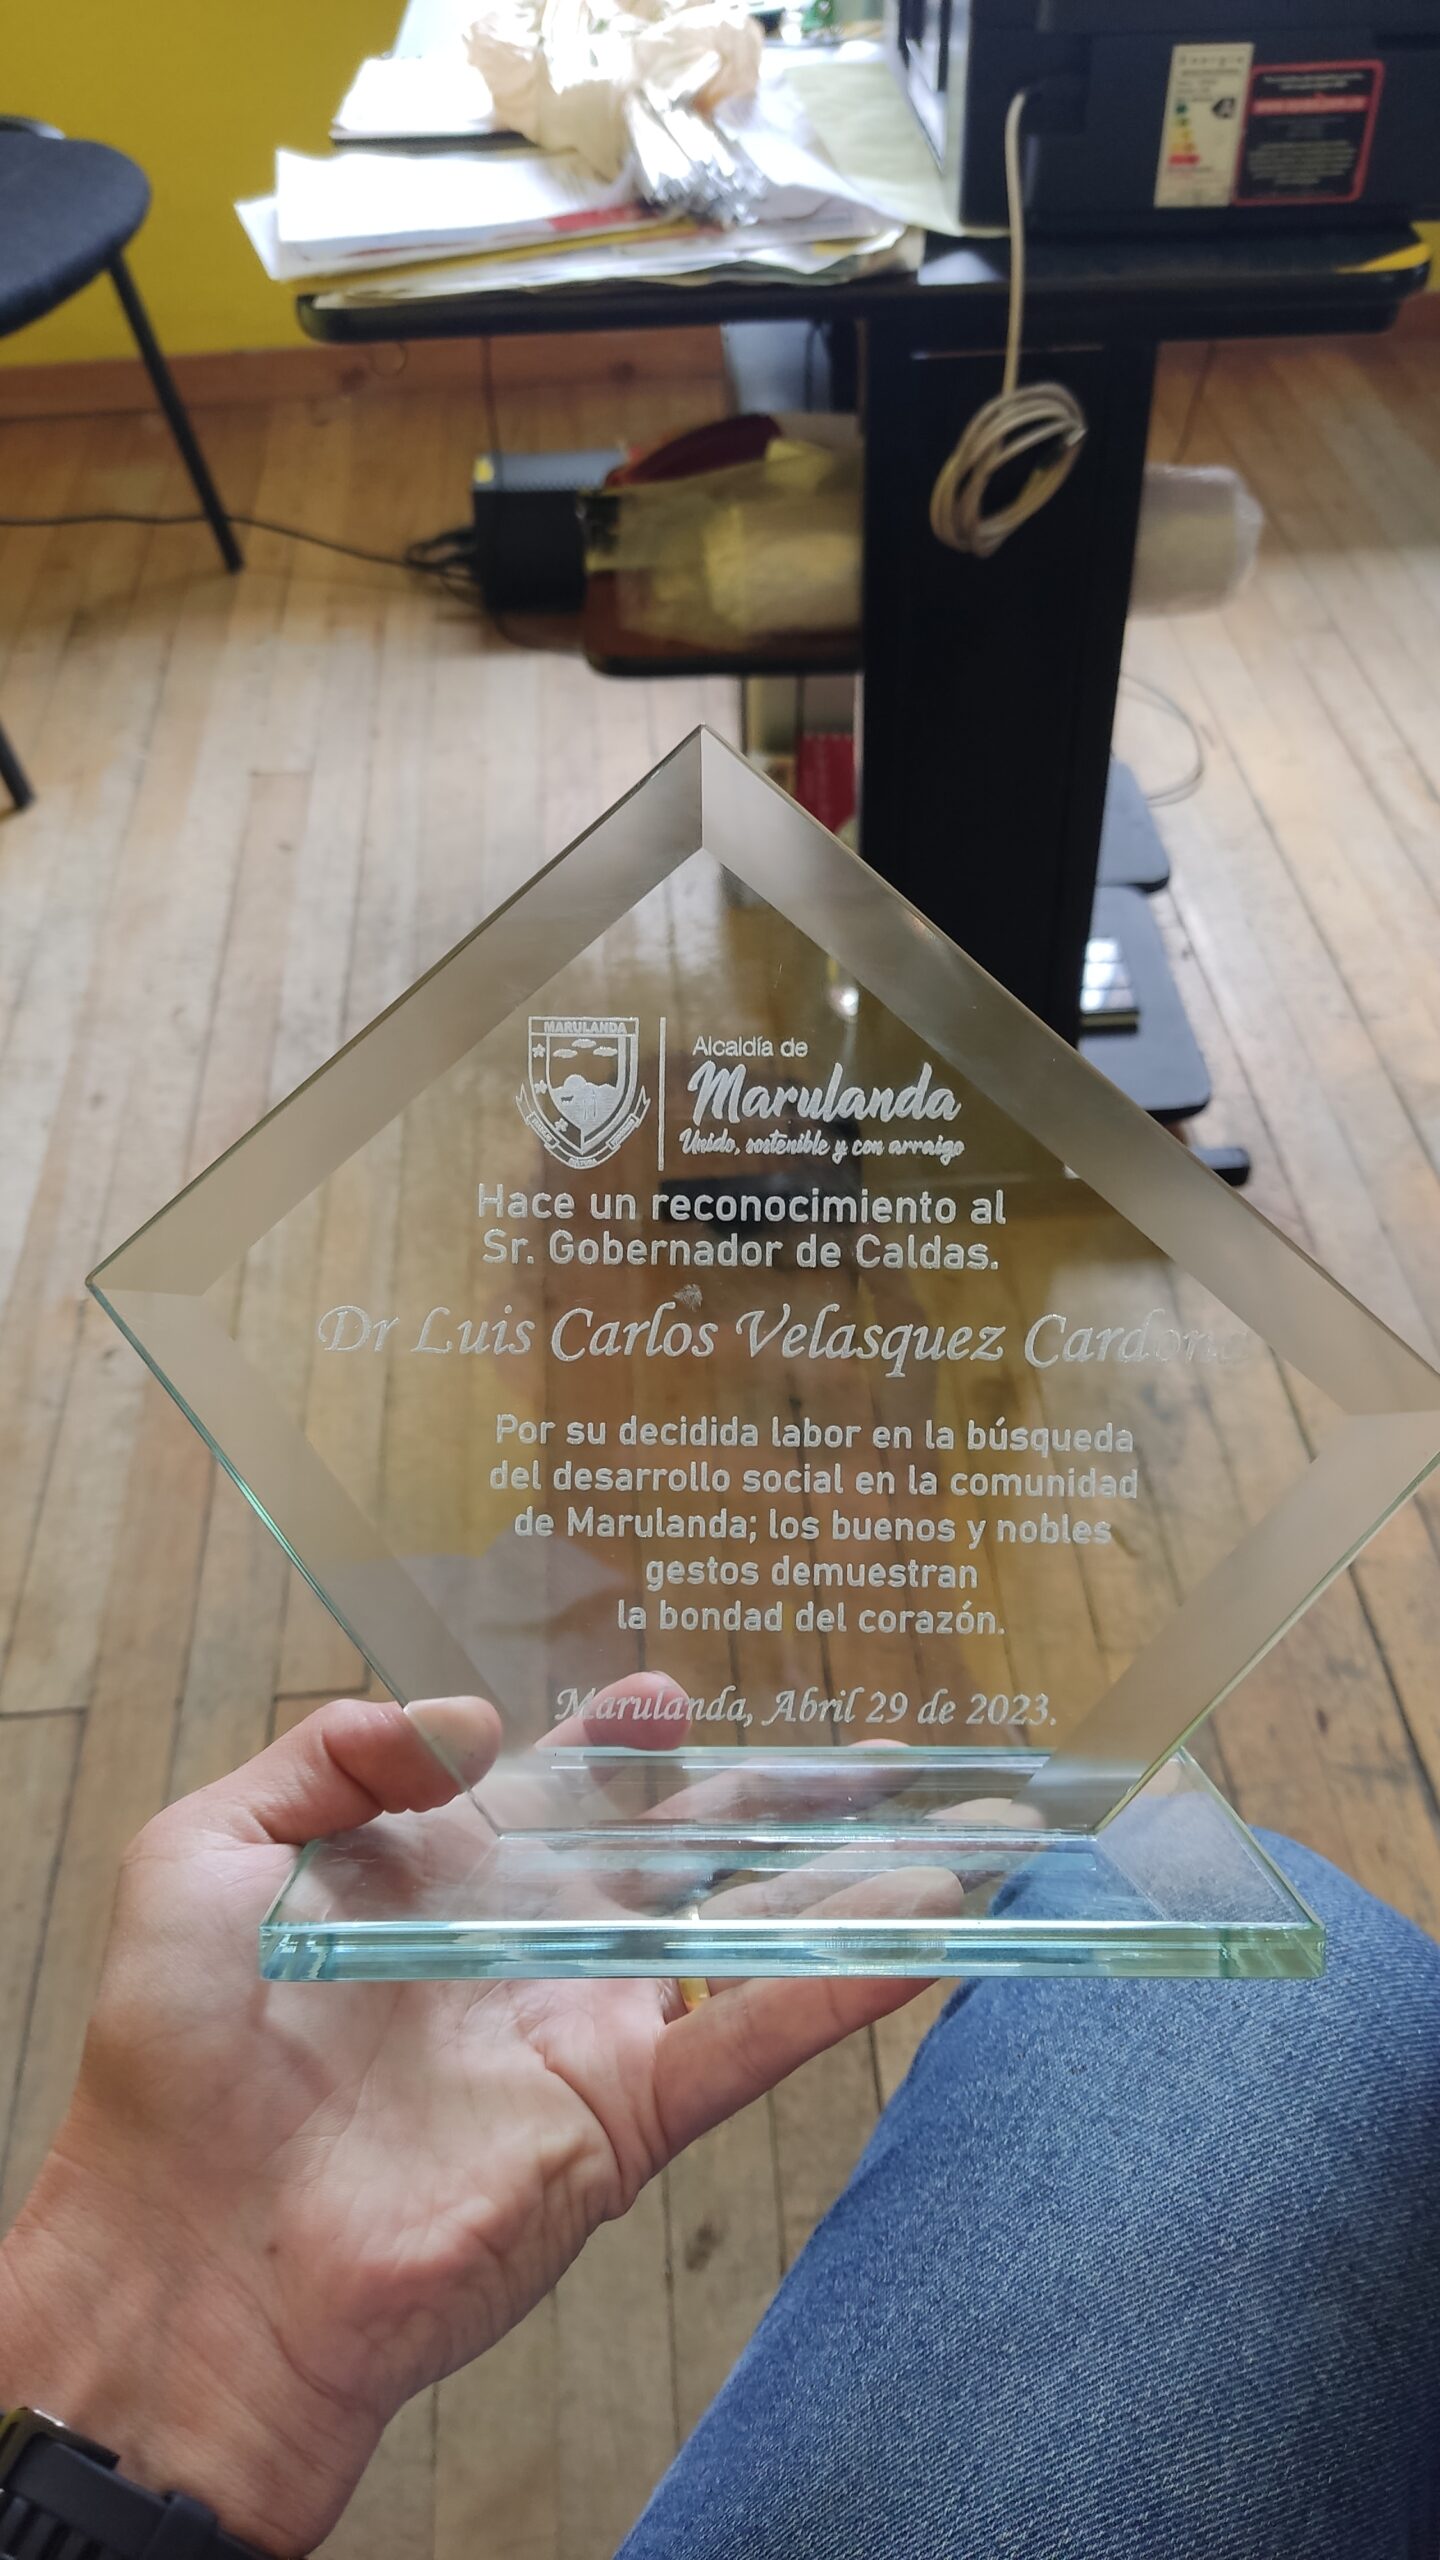 MARULANDA
Alcaldía de
Marulanda
Unido, sostenible y con arraigo
Hace un reconocimiento al
Sr. Gobernador de Caldas.
Dr Luis Carlos Velasquez Cardona
Por su decidida labor en la búsqueda
del desarrollo social en la comunidad
de Marulanda; los buenos y nobles
gestos demuestran
la bondad del corazón.
Marulanda, Abril 29 de 2023.